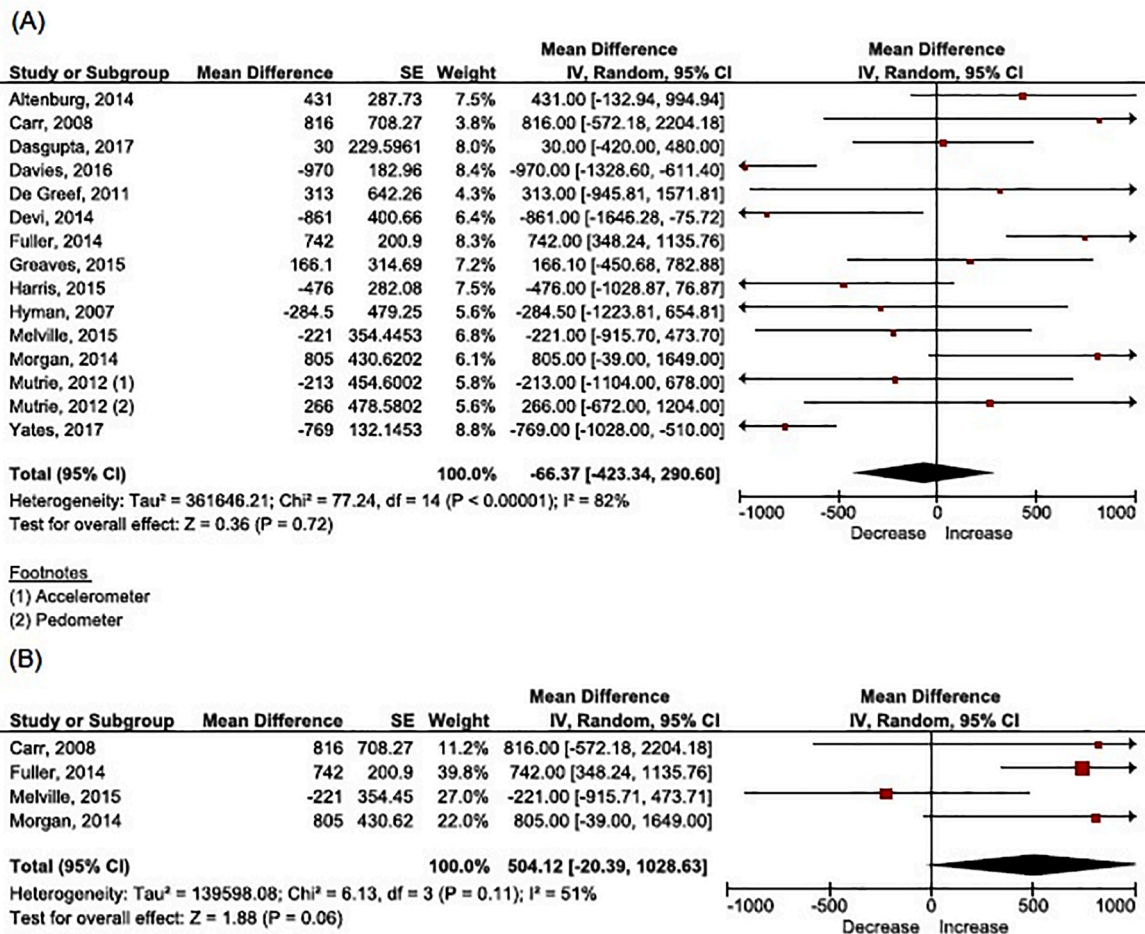 (A)
Mean Difference Mean Difference
Study or Subgroup Mean Difference SE Weight IV, Random, 95% CI IV, Random, 95% CI
Altenburg, 2014 431 287.73 7.5% 431.00 [-132.94, 994.94]
Carr, 2008 816 708.27 3.8% 816.00 [-572.18, 2204.18]
Dasgupta, 2017 30 229.5961 8.0% 30.00 [-420.00, 480.00]
Davies, 2016 -970 182.96 8.4% -970.00 [-1328.60, -611.40]
De Greef, 2011 313 642.26 4.3% 313.00 [-945.81, 1571.81]
Devi, 2014 -861 400.66 6.4% -861.00 [-1646.28, -75.72]
Fuller, 2014 742 200.9 8.3% 742.00 [348.24, 1135.76]
Greaves, 2015 166.1 314.69 7.2% 166.10 [-450.68, 782.88]
Harris, 2015 -476 282.08 7.5% -476.00 [-1028.87, 76.87]
Hyman, 2007 -284.5 479.25 5.6% -284.50 [-1223.81, 654.81]
Melville, 2015 -221 354.4453 6.8% -221.00 [-915.70, 473.70]
Morgan, 2014 805 430.6202 6.1% 805.00 [-39.00, 1649.00]
Mutrie, 2012 (1) -213 454.6002 5.8% -213.00 [-1104.00, 678.00]
Mutrie, 2012 (2) 266 478.5802 5.6% 266.00 [-672.00, 1204.00]
Yates, 2017 -769 132.1453 8.8% -769.00 [-1028.00, -510.00]
Total (95% CI) 100.0% -66.37 [-423.34, 290.60]
Heterogeneity: Tau² = 361646.21; Chi² = 77.24, df = 14 (P < 0.00001); I² = 82%
-1000 -500 0 500 1000
Test for overall effect: Z = 0.36 (P = 0.72)
Decrease Increase
Footnotes
(1) Accelerometer
(2) Pedometer
(B)
Mean Difference Mean Difference
Study or Subgroup Mean Difference SE Weight IV, Random, 95% CI IV, Random, 95% CI
Carr, 2008 816 708.27 11.2% 816.00 [-572.18, 2204.18]
Fuller, 2014 742 200.9 39.8% 742.00 [348.24, 1135.76]
Melville, 2015 -221 354.45 27.0% -221.00 [-915.71, 473.71]
Morgan, 2014 805 430.62 22.0% 805.00 [-39.00, 1649.00]
Total (95% CI) 100.0% 504.12 [-20.39, 1028.63]
Heterogeneity: Tau² = 139598.08; Chi² = 6.13, df = 3 (P = 0.11); I² = 51%
-1000 -500 0 500 1000
Test for overall effect: Z = 1.88 (P = 0.06)
Decrease Increase